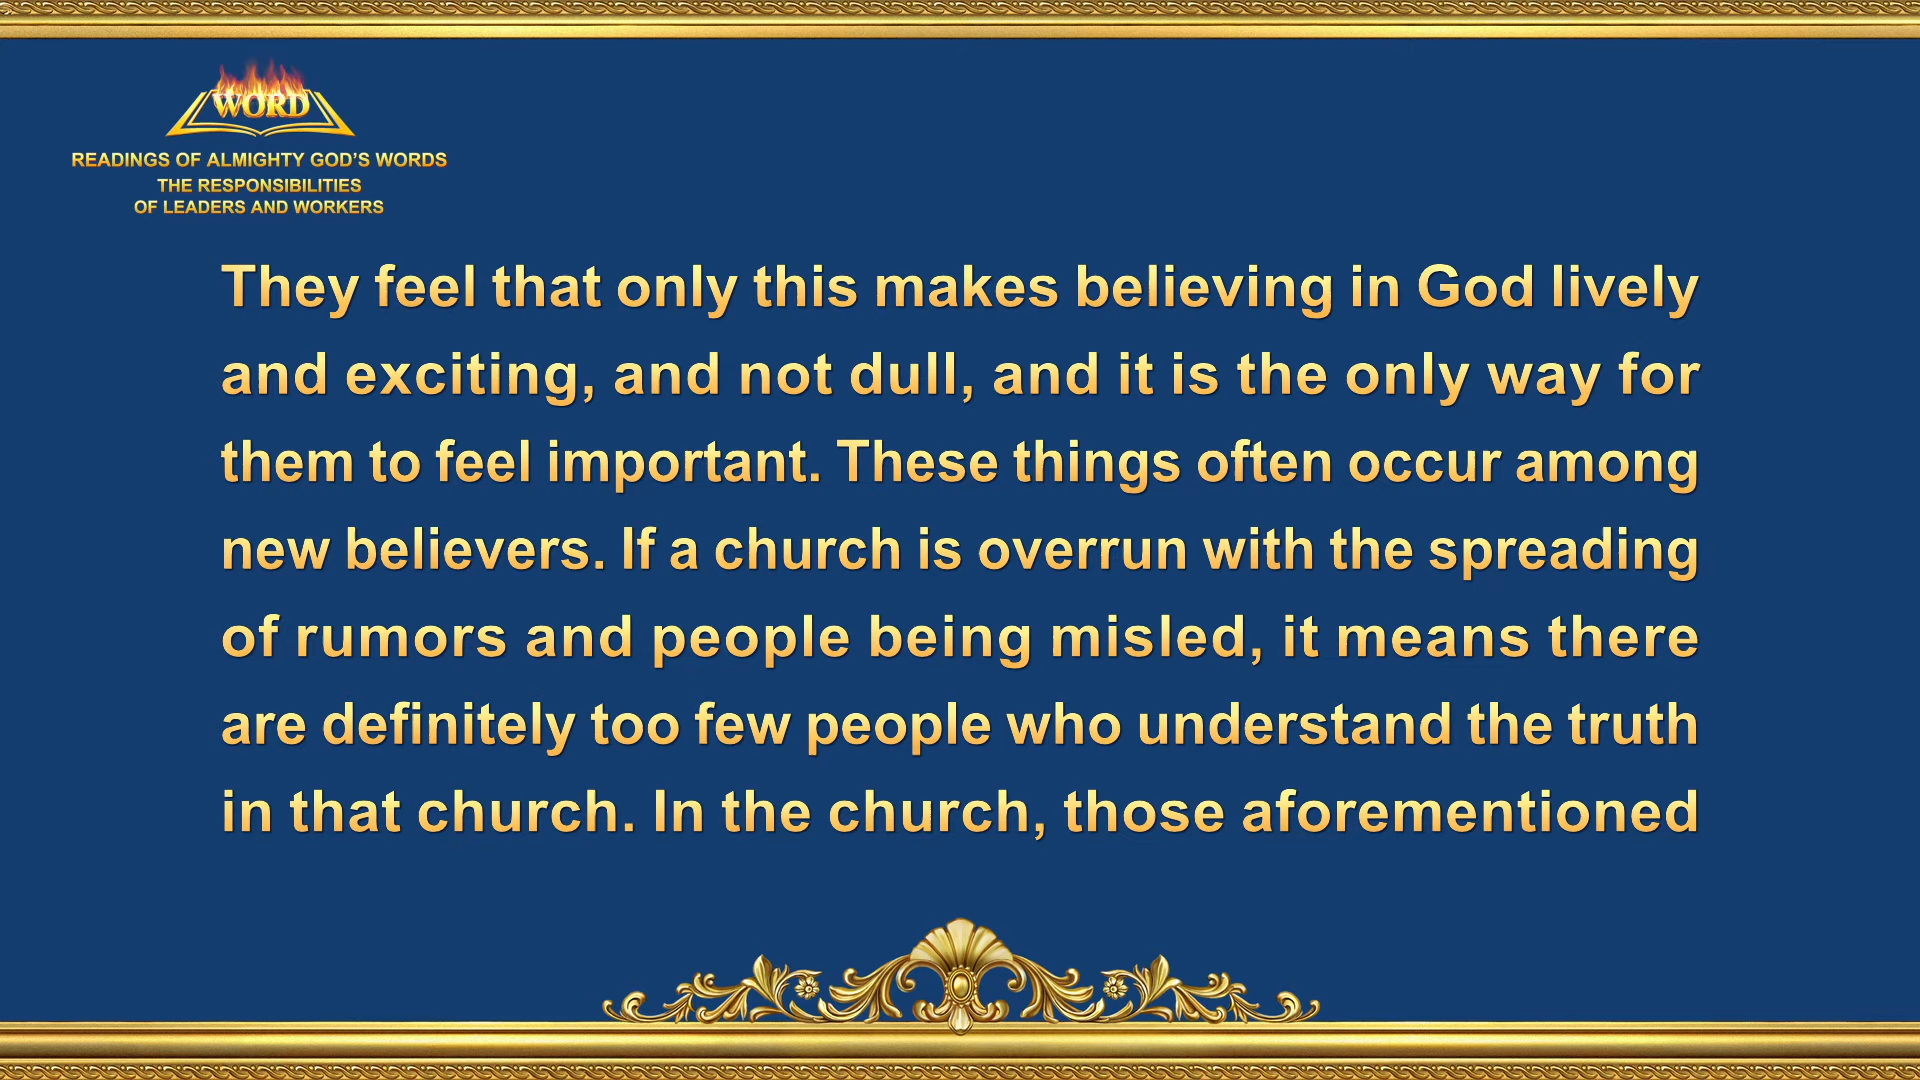 WORD
READINGS OF ALMIGHTY GOD’S WORDS
THE RESPONSIBILITIES
OF LEADERS AND WORKERS
They feel that only this makes believing in God lively
and exciting, and not dull, and it is the only way for
them to feel important. These things often occur among
new believers. If a church is overrun with the spreading
of rumors and people being misled, it means there
are definitely too few people who understand the truth
in that church. In the church, those aforementioned